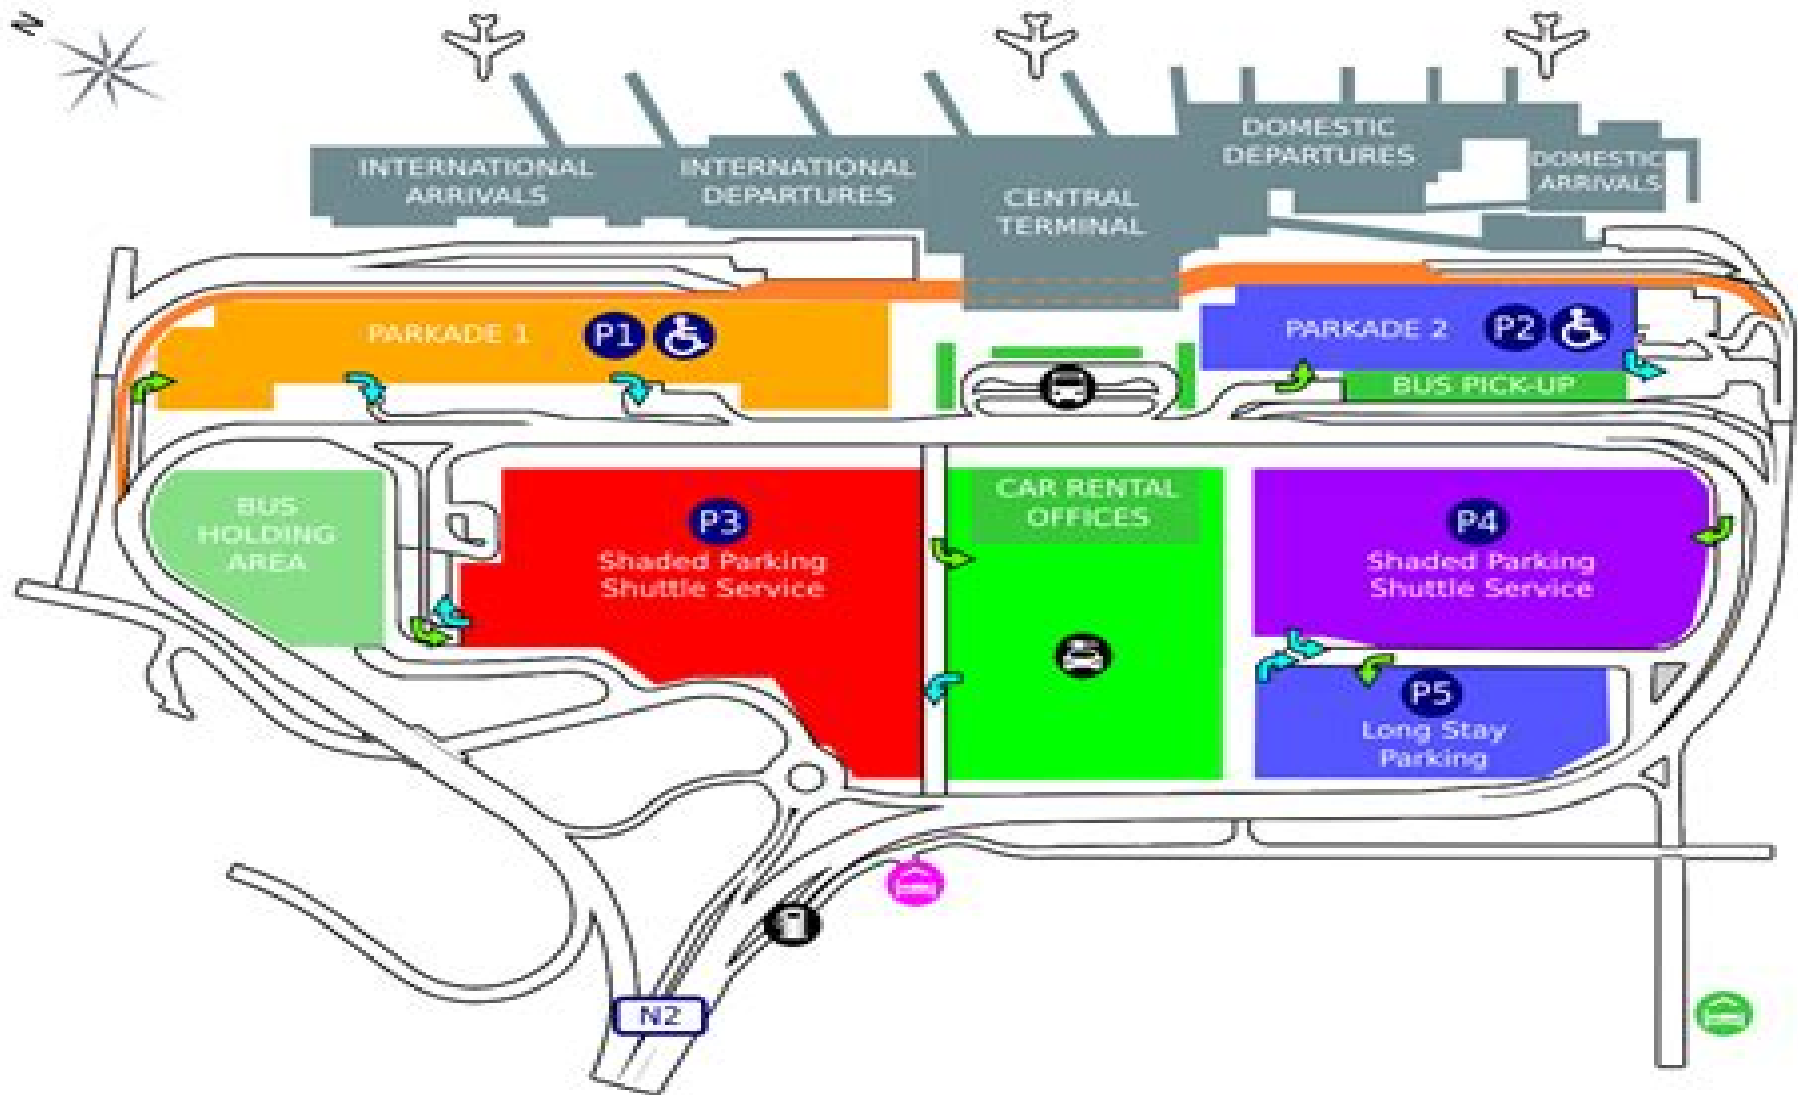 N
INTERNATIONAL
ARRIVALS
INTERNATIONAL
DEPARTURES
CENTRAL
TERMINAL
DOMESTIC
DEPARTURES
DOMESTIC
ARRIVALS
PARKADE 1
P1
PARKADE 2
P2
BUS PICK-UP
BUS
HOLDING
AREA
P3
Shaded Parking
Shuttle Service
CAR RENTAL
OFFICES
P4
Shaded Parking
Shuttle Service
P5
Long Stay
Parking
N2